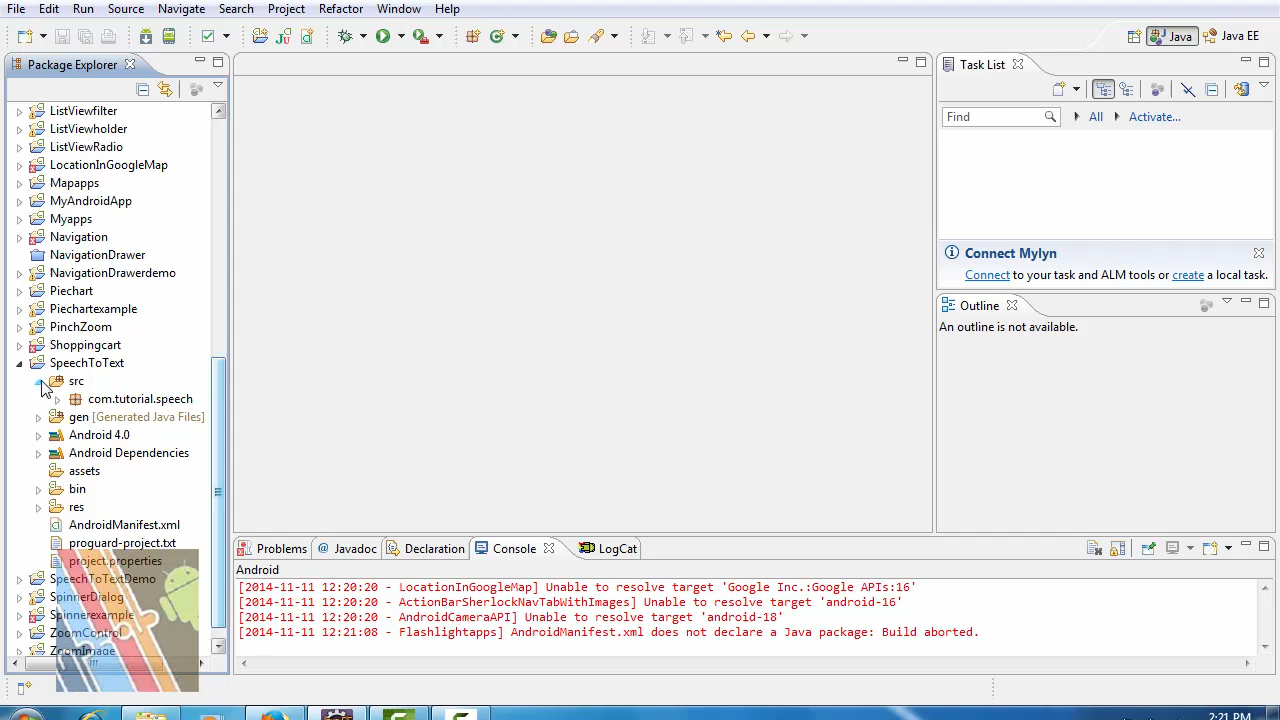 File Edit Run Source Navigate Search Project Refactor Window Help
Java Java EE
Package Explorer
ListViewfilter
ListViewholder
ListViewRadio
LocationInGoogleMap
Mapapps
MyAndroidApp
Myapps
Navigation
NavigationDrawer
NavigationDrawerdemo
Piechart
Piechartexample
PinchZoom
Shoppingcart
SpeechToText
src
com.tutorial.speech
gen [Generated Java Files]
Android 4.0
Android Dependencies
assets
bin
res
AndroidManifest.xml
proguard-project.txt
project.properties
SpeechToTextDemo
SpinnerDialog
Spinnerexample
ZoomControl
ZoomImage
Task List
Find All Activate...
Connect Mylyn
Connect to your task and ALM tools or create a local task.
Outline
An outline is not available.
Problems Javadoc Declaration Console LogCat
Android
[2014-11-11 12:20:20 - LocationInGoogleMap] Unable to resolve target 'Google Inc.:Google APIs:16'
[2014-11-11 12:20:20 - ActionBarSherlockNavTabWithImages] Unable to resolve target 'android-16'
[2014-11-11 12:20:20 - AndroidCameraAPI] Unable to resolve target 'android-18'
[2014-11-11 12:21:08 - Flashlightapps] AndroidManifest.xml does not declare a Java package: Build aborted.
2:21 PM